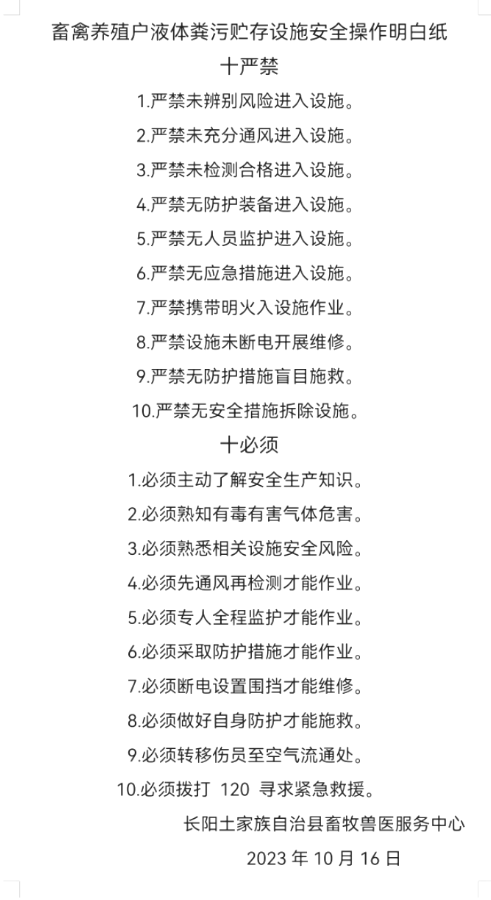 畜禽养殖户液体粪污贮存设施安全操作明白纸
十严禁
1.严禁未辨别风险进入设施。
2.严禁未充分通风进入设施。
3.严禁未检测合格进入设施。
4.严禁无防护装备进入设施。
5.严禁无人员监护进入设施。
6.严禁无应急措施进入设施。
7.严禁携带明火入设施作业。
8.严禁设施未断电开展维修。
9.严禁无防护措施盲目施救。
10.严禁无安全措施拆除设施。
十必须
1.必须主动了解安全生产知识。
2.必须熟知有毒有害气体危害。
3.必须熟悉相关设施安全风险。
4.必须先通风再检测才能作业。
5.必须专人全程监护才能作业。
6.必须采取防护措施才能作业。
7.必须断电设置围挡才能维修。
8.必须做好自身防护才能施救。
9.必须转移伤员至空气流通处。
10.必须拨打 120 寻求紧急救援。
长阳土家族自治县畜牧兽医服务中心
2023 年 10 月 16 日